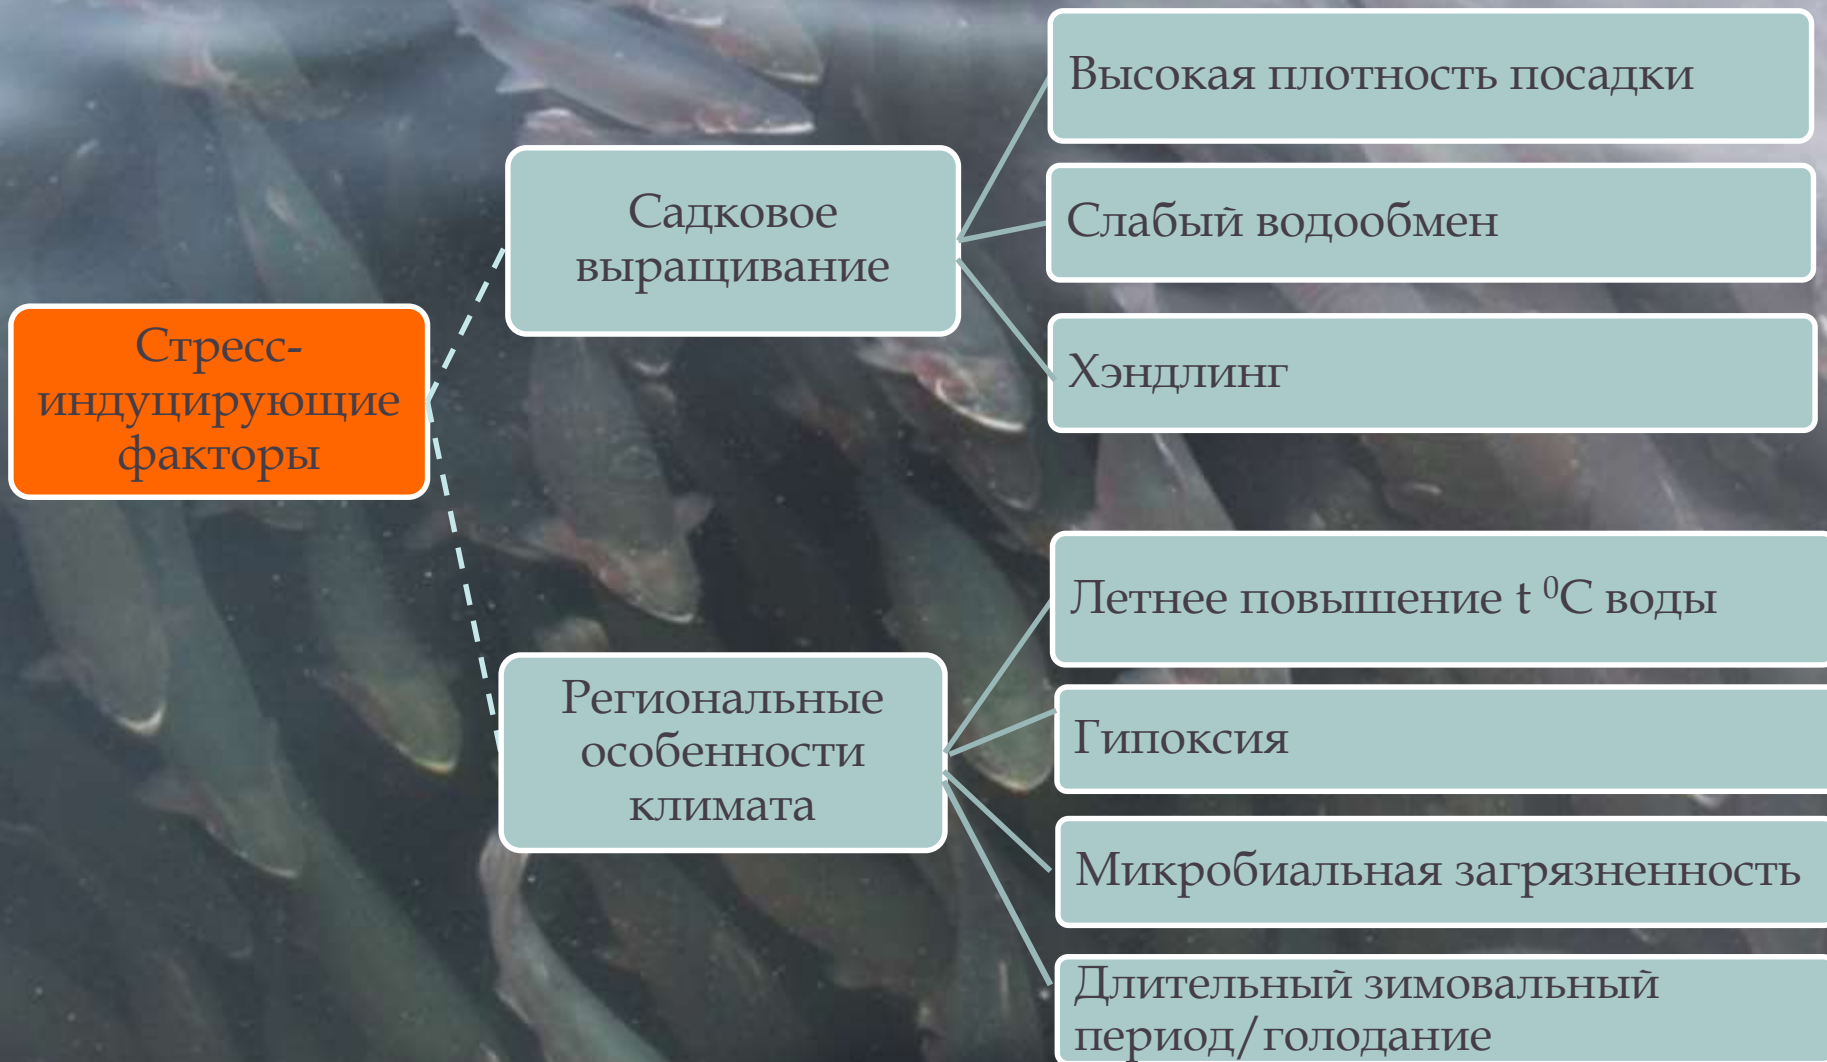 Стресс-
индуцирующие
факторы
Садковое
выращивание
Высокая плотность посадки
Слабый водообмен
Хэндлинг
Региональные
особенности
климата
Летнее повышение t ⁰C воды
Гипоксия
Микробиальная загрязненность
Длительный зимовальный
период/голодание